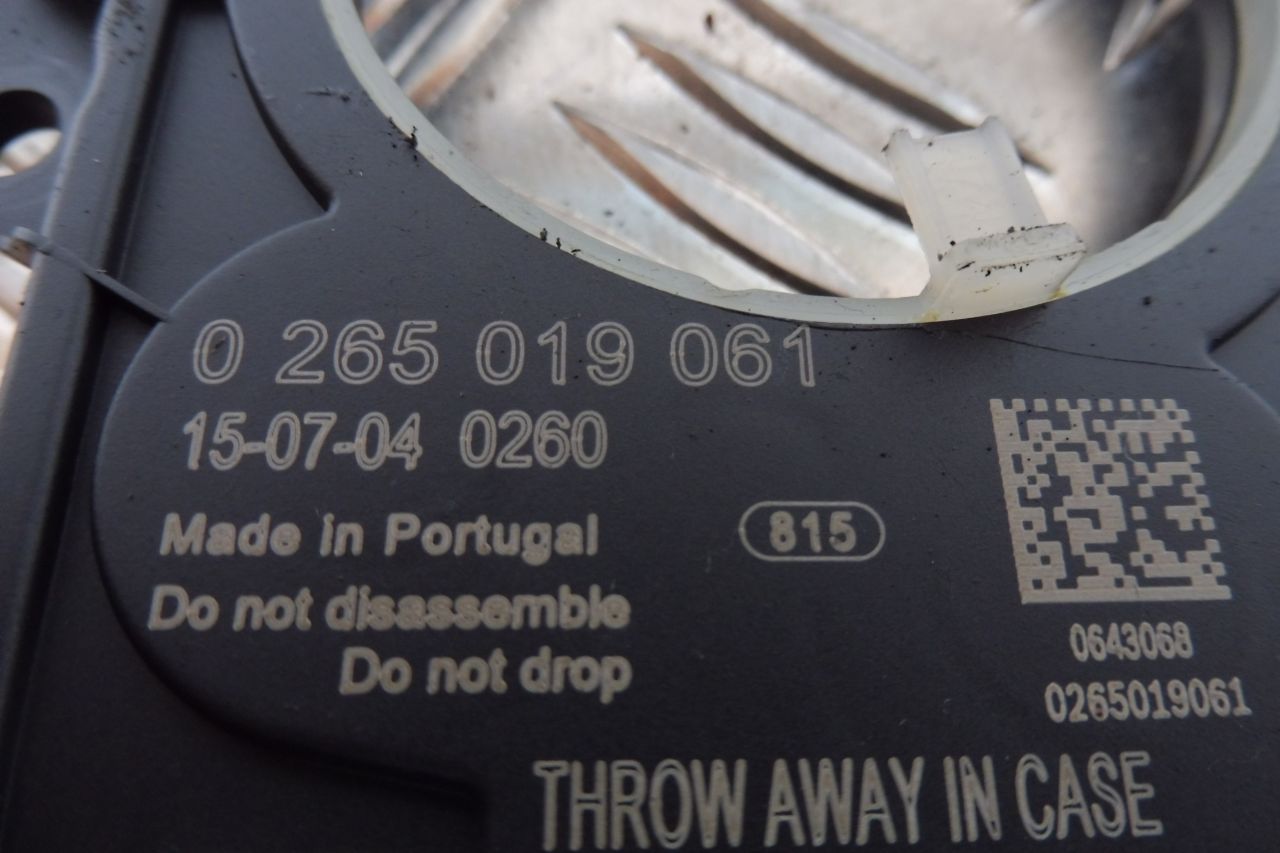 0 265 019 061
15-07-04 0260
Made in Portugal
815
Do not disassemble
Do not drop
0643068
0265019061
THROW AWAY IN CASE